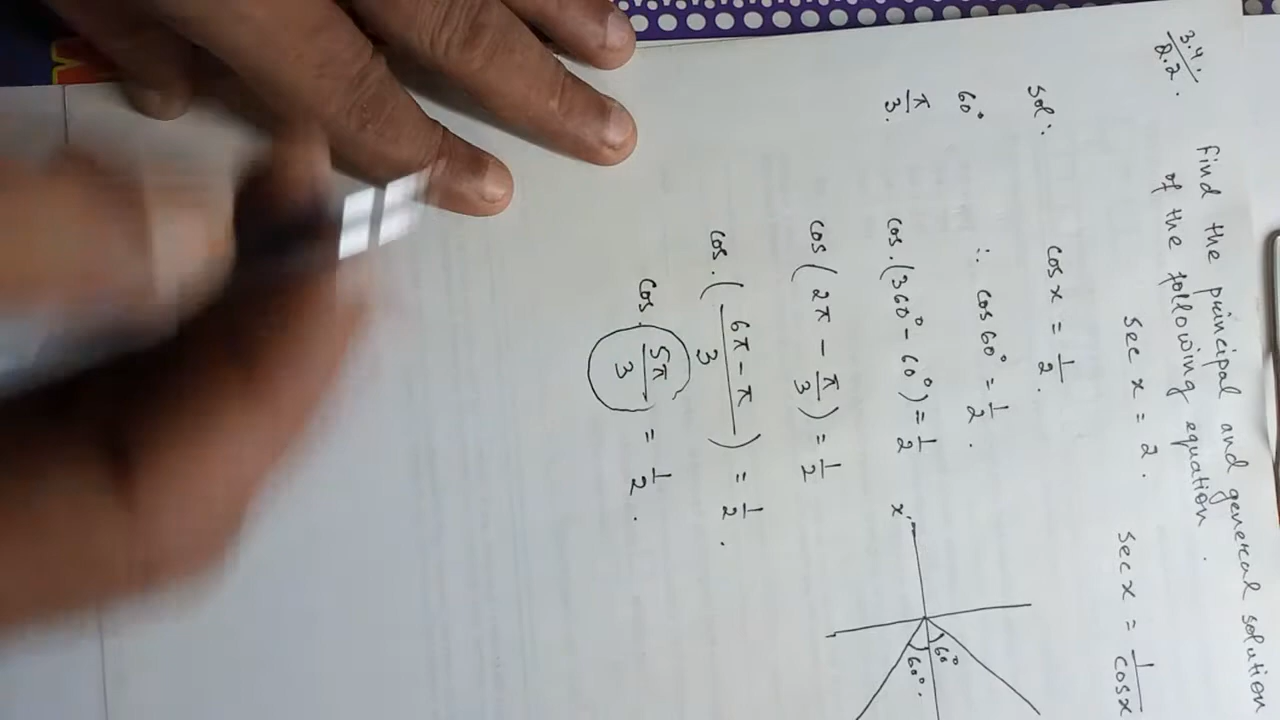 3.4.
2.2.
Find the principal and general solution
of the following equation.
sec x = 2.
sec x = 1/cos x
Sol:
cos x = 1/2.
60°
∴ cos 60° = 1/2.
π/3.
cos.(360° - 60°) = 1/2
cos(2π - π/3) = 1/2
cos.(6π - π/3) = 1/2.
cos. 5π/3 = 1/2.
x'
60°
60°.